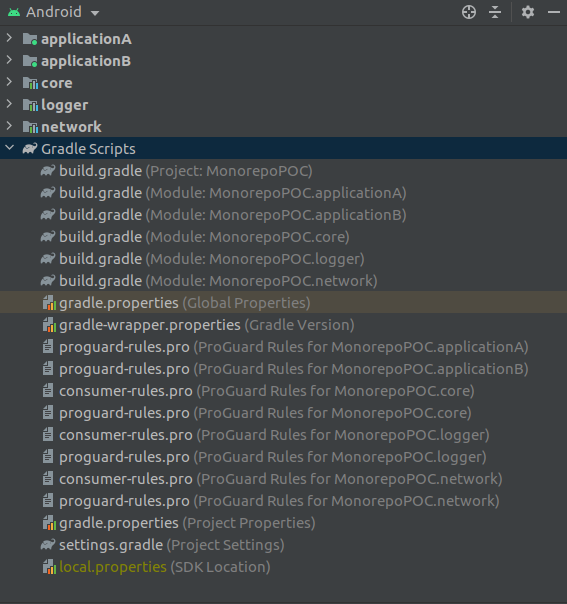 Android
applicationA
applicationB
core
logger
network
Gradle Scripts
build.gradle (Project: MonorepoPOC)
build.gradle (Module: MonorepoPOC.applicationA)
build.gradle (Module: MonorepoPOC.applicationB)
build.gradle (Module: MonorepoPOC.core)
build.gradle (Module: MonorepoPOC.logger)
build.gradle (Module: MonorepoPOC.network)
gradle.properties (Global Properties)
gradle-wrapper.properties (Gradle Version)
proguard-rules.pro (ProGuard Rules for MonorepoPOC.applicationA)
proguard-rules.pro (ProGuard Rules for MonorepoPOC.applicationB)
consumer-rules.pro (ProGuard Rules for MonorepoPOC.core)
proguard-rules.pro (ProGuard Rules for MonorepoPOC.core)
consumer-rules.pro (ProGuard Rules for MonorepoPOC.logger)
proguard-rules.pro (ProGuard Rules for MonorepoPOC.logger)
consumer-rules.pro (ProGuard Rules for MonorepoPOC.network)
proguard-rules.pro (ProGuard Rules for MonorepoPOC.network)
gradle.properties (Project Properties)
settings.gradle (Project Settings)
local.properties (SDK Location)